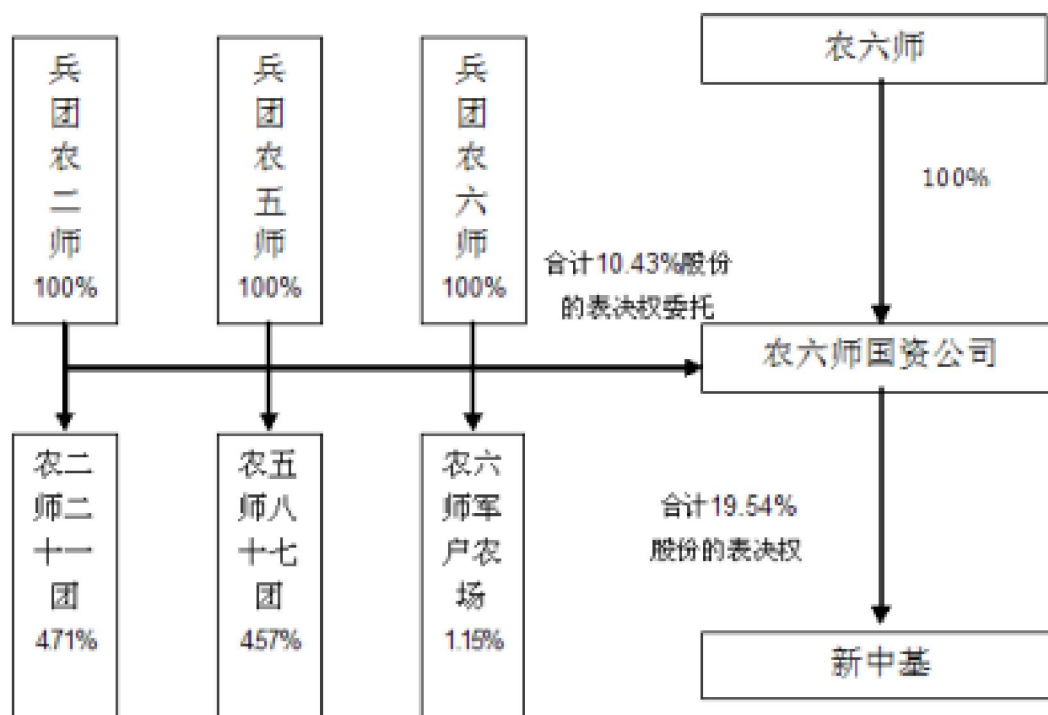 兵团农二师
100%
兵团农五师
100%
兵团农六师
100%
农六师
100%
合计10.43%股份
的表决权委托
农六师国资公司
农二
师二
十一
团
4.71%
农五
师八
十七
团
4.57%
农六
师军
户农
场
1.15%
合计19.54%
股份的表决权
新中基